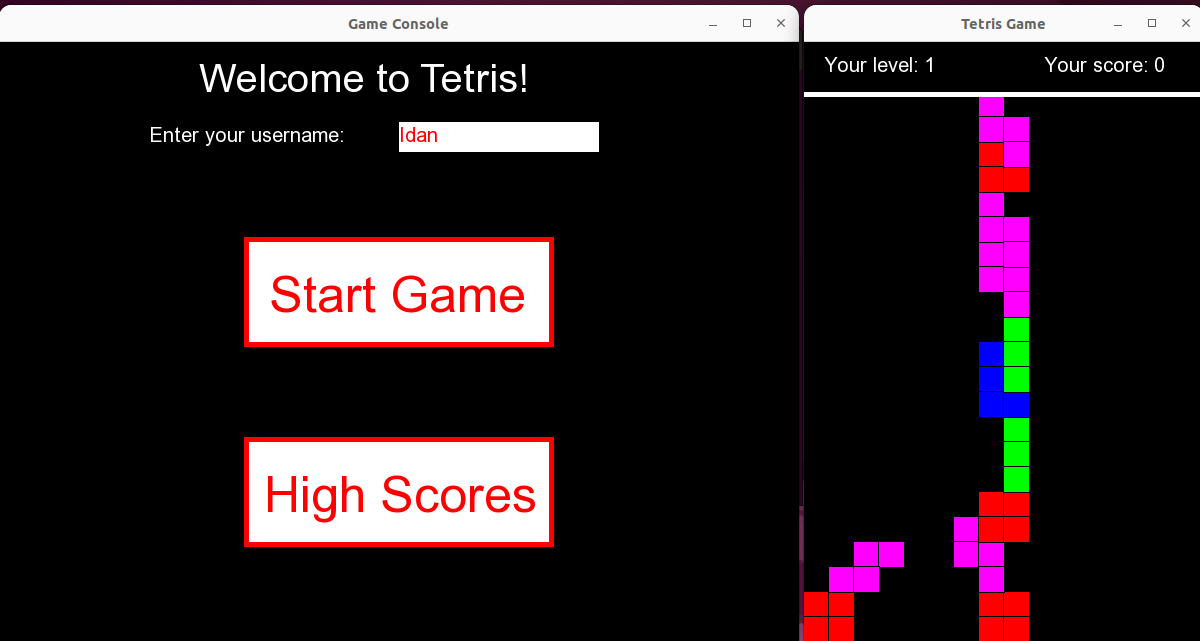 Game Console
Welcome to Tetris!
Enter your username: Idan
Start Game
High Scores
Tetris Game
Your level: 1 Your score: 0